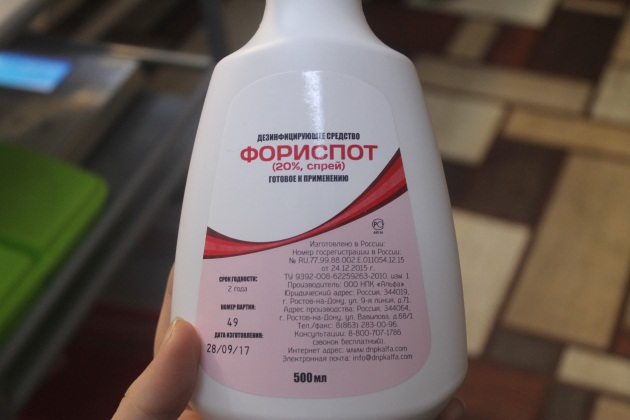 ДЕЗИНФИЦИРУЮЩЕЕ СРЕДСТВО
ФОРИСПОТ
(20%, спрей)
ГОТОВОЕ К ПРИМЕНЕНИЮ
РСТ
Изготовлено в России:
Номер госрегистрации в России:
№ RU.77.99.88.002.E.011054.12.15
от 24.12.2015 г.
ТУ 9392-008-62259263-2010, изм. 1
Производитель: ООО НПК «Альфа»
Юридический адрес: Россия, 344019,
г. Ростов-на-Дону, ул. 9-я линия, д.71.
Адрес производства: Россия, 344064,
г. Ростов-на-Дону, ул. Вавилова, д.68/1
Тел./факс: 8(863) 283-00-96.
Консультации: 8-800-707-1785
(звонок бесплатный).
Интернет адрес: www.dnpkalfa.com
Электронная почта: info@dnpkalfa.com
СРОК ГОДНОСТИ:
2 года
НОМЕР ПАРТИИ:
49
ДАТА ИЗГОТОВЛЕНИЯ:
28/09/17
500 мл